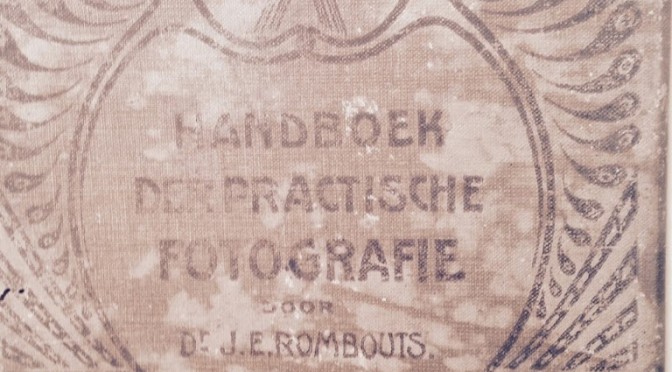 HANDBOEK
DER PRACTISCHE
FOTOGRAFIE
DOOR
Dr. J.E. ROMBOUTS.